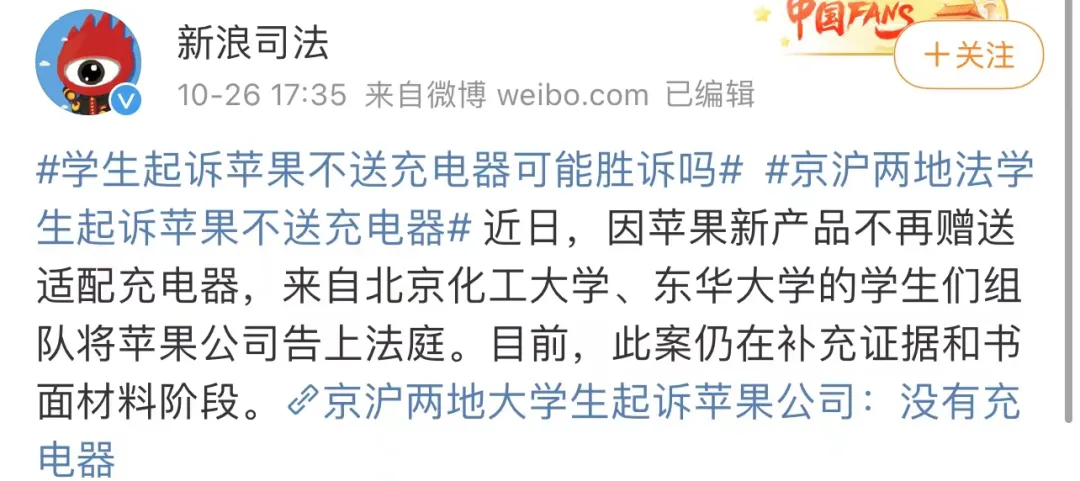 中国FANS
新浪司法
+关注
10-26 17:35 来自微博 weibo.com 已编辑
#学生起诉苹果不送充电器可能胜诉吗# #京沪两地法学
生起诉苹果不送充电器# 近日，因苹果新产品不再赠送
适配充电器，来自北京化工大学、东华大学的学生们组
队将苹果公司告上法庭。目前，此案仍在补充证据和书
面材料阶段。京沪两地大学生起诉苹果公司：没有充
电器